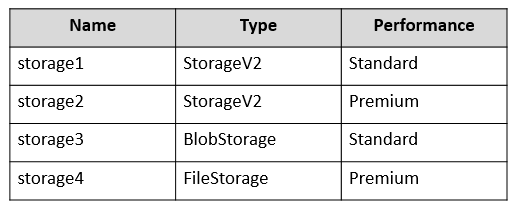 Name Type Performance
storage1 StorageV2 Standard
storage2 StorageV2 Premium
storage3 BlobStorage Standard
storage4 FileStorage Premium